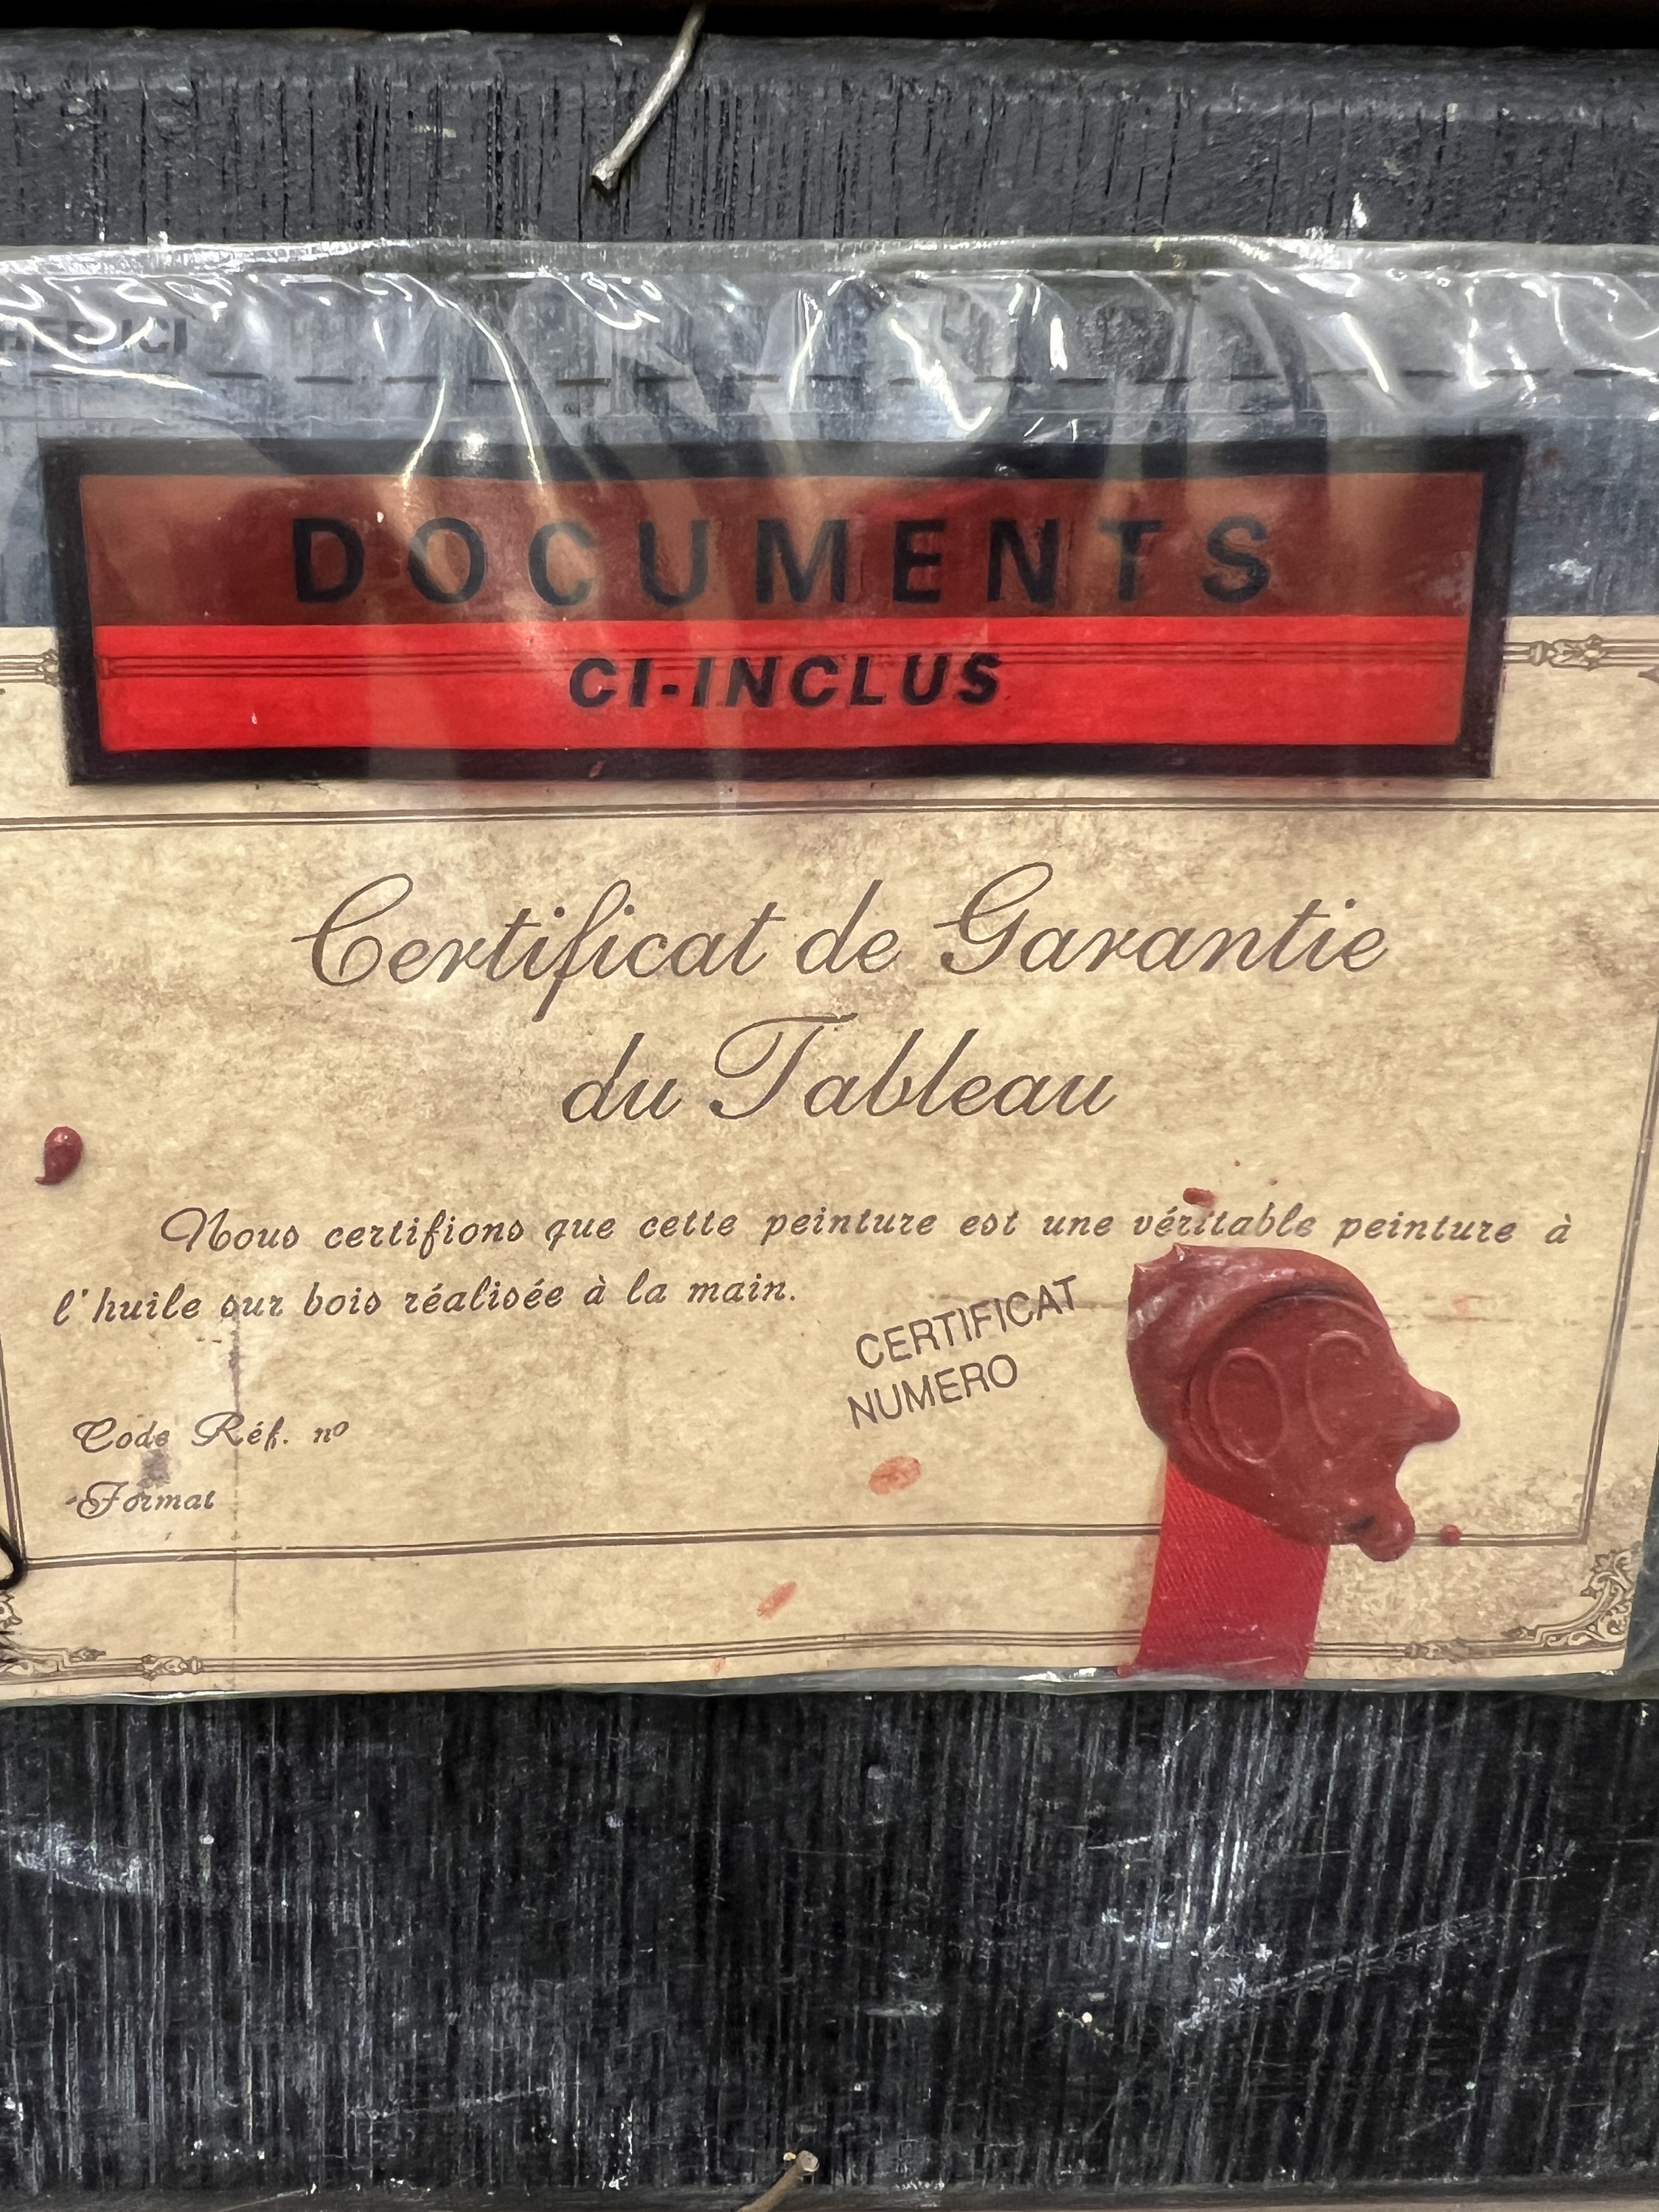 ICI
DOCUMENTS
CI-INCLUS
Certificat de Garantie
du Tableau
Nous certifions que cette peinture est une véritable peinture à
l'huile sur bois réalisée à la main.
CERTIFICAT
NUMERO
Code Réf. nº
Format